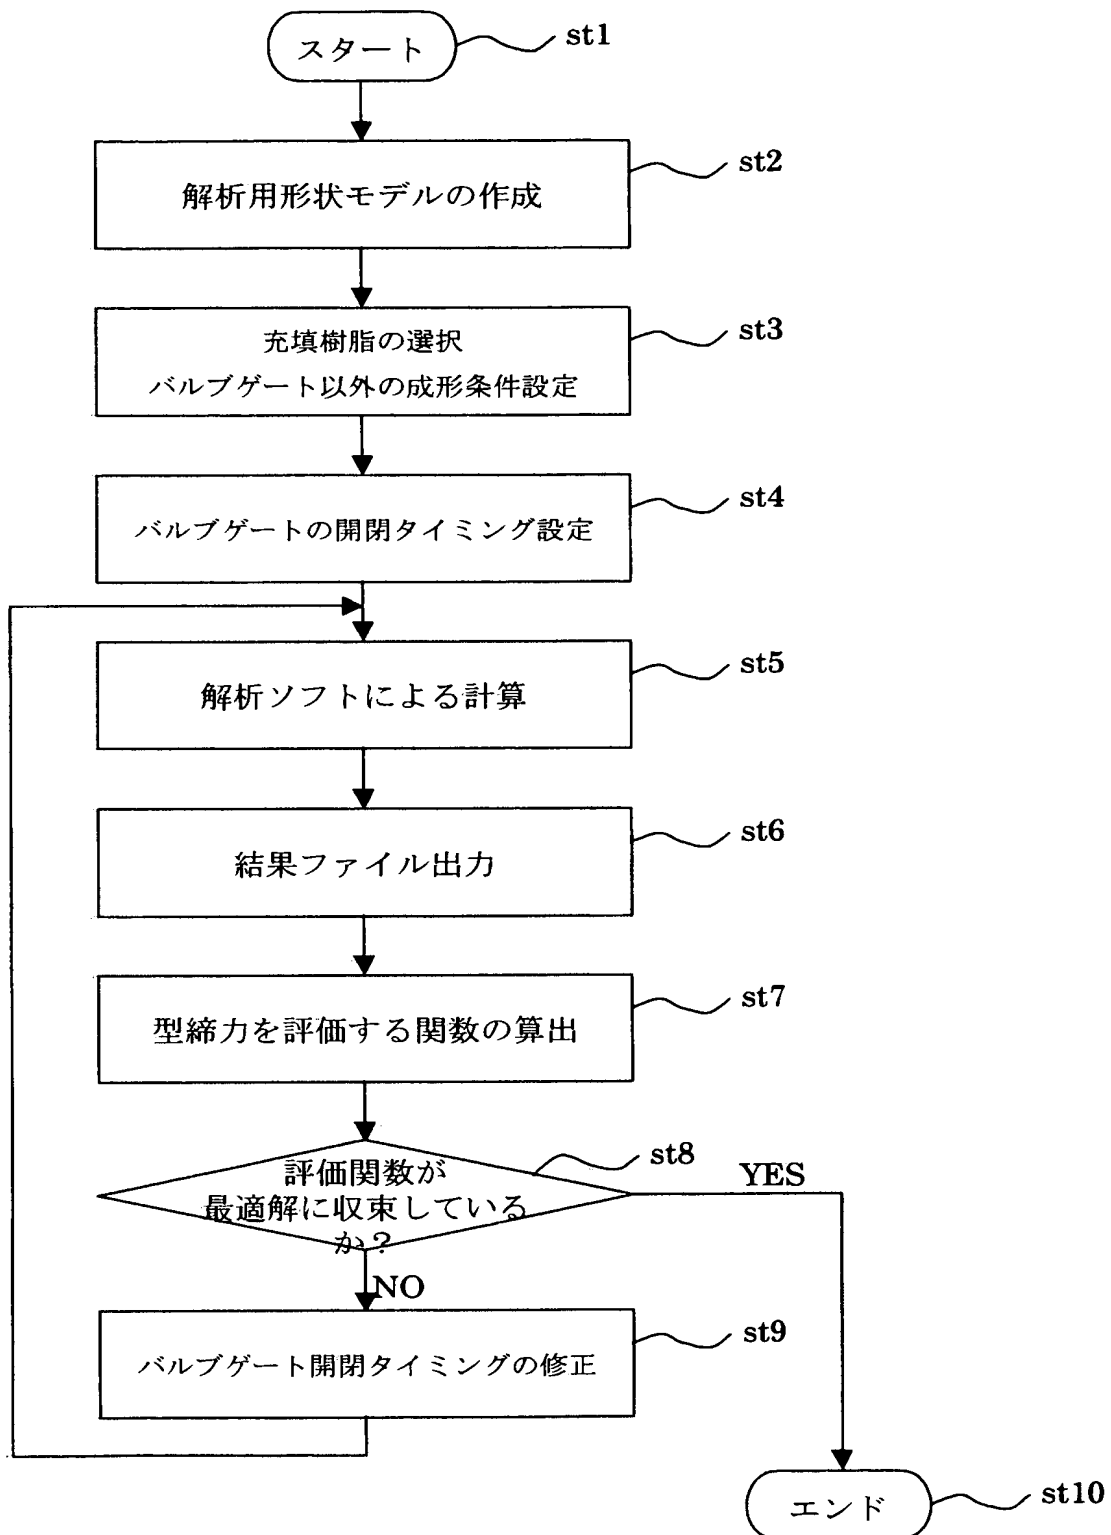 スタート
st1
解析用形状モデルの作成
st2
充填樹脂の選択
バルブゲート以外の成形条件設定
st3
バルブゲートの開閉タイミング設定
st4
解析ソフトによる計算
st5
結果ファイル出力
st6
型締力を評価する関数の算出
st7
評価関数が
最適解に収束している
か？
st8
YES
NO
バルブゲート開閉タイミングの修正
st9
エンド
st10